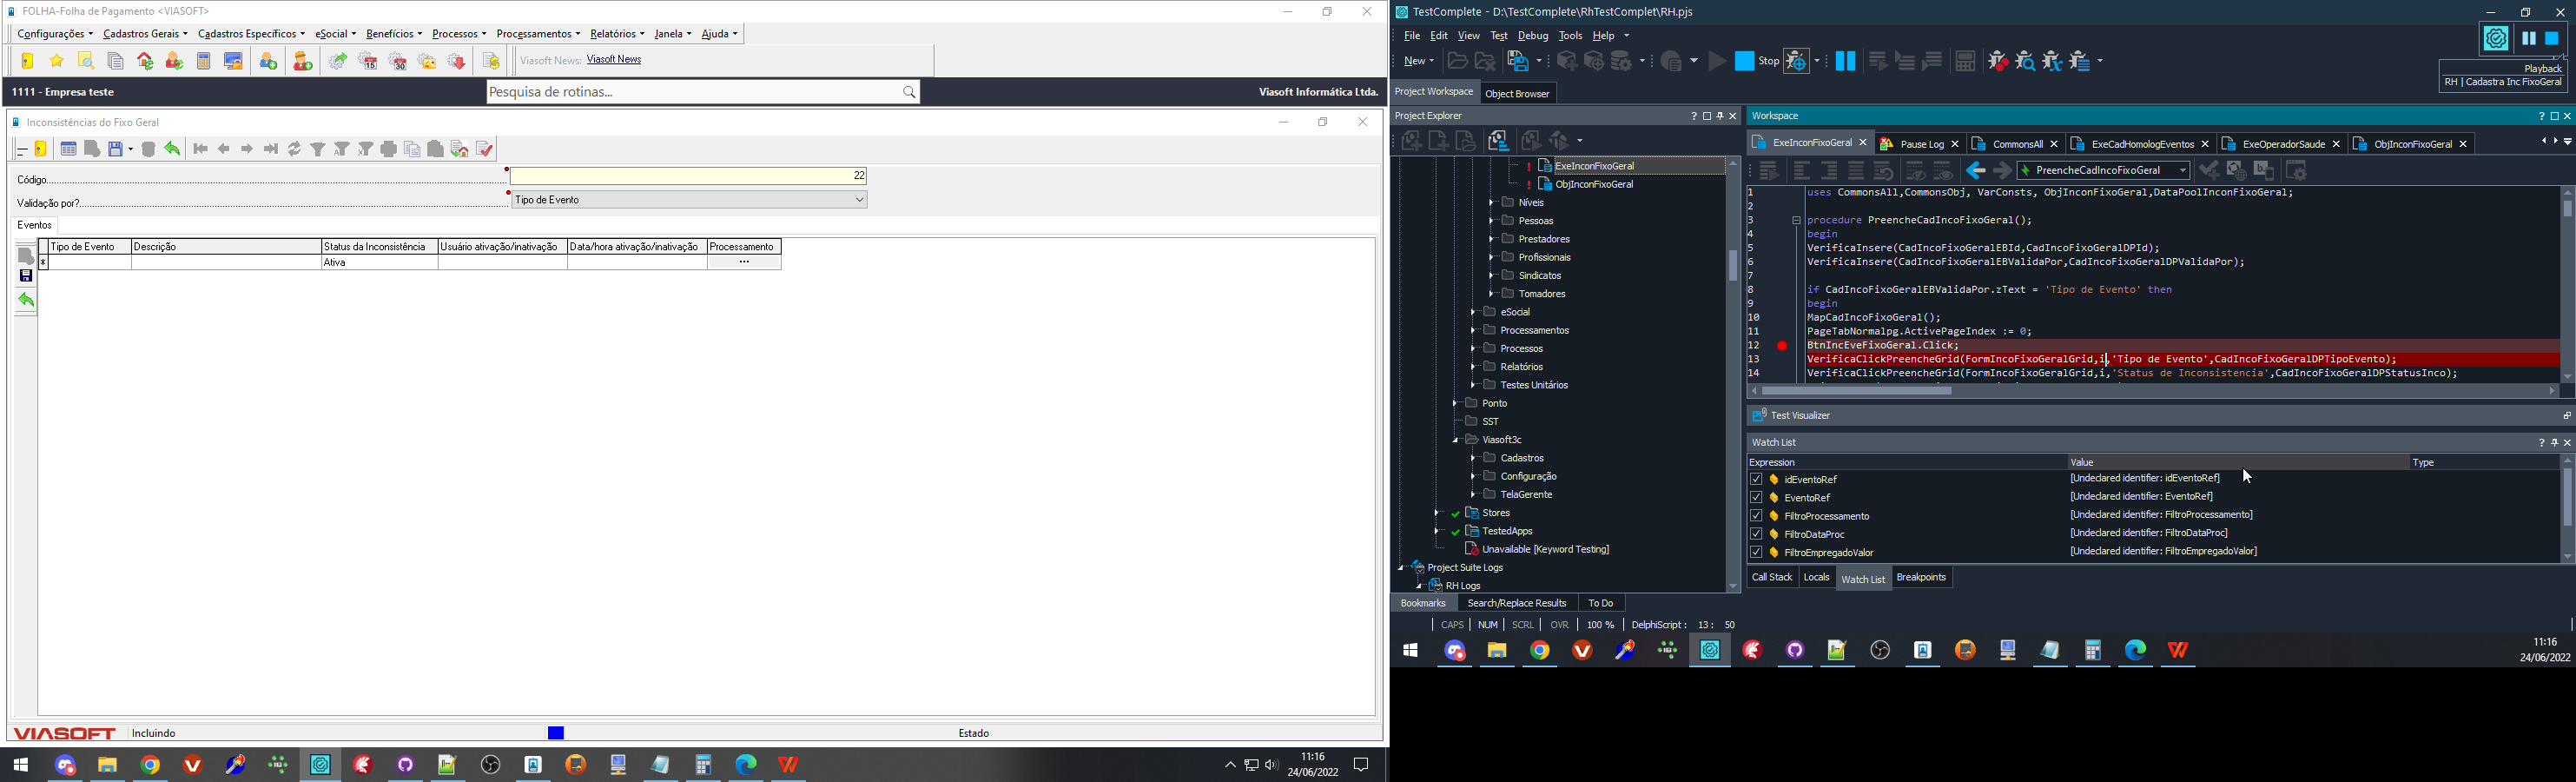 FOLHA-Folha de Pagamento <VIASOFT>
Configurações Cadastros Gerais Cadastros Específicos eSocial Benefícios Processos Processamentos Relatórios Janela Ajuda
15 30
Viasoft News: Viasoft News
1111 - Empresa teste
Pesquisa de rotinas...
Viasoft Informática Ltda.
Inconsistências do Fixo Geral
Código
22
Validação por?
Tipo de Evento
Eventos
Tipo de Evento Descrição Status da Inconsistência Usuário ativação/inativação Data/hora ativação/inativação Processamento
* Ativa ...
VIASOFT Incluindo Estado
11:16
24/06/2022
TestComplete - D:\TestComplete\RhTestComplet\RH.pjs
File Edit View Test Debug Tools Help
New Stop
Playback
RH | Cadastra Inc FixoGeral
Project Workspace Object Browser
Project Explorer
ExeInconFixoGeral
ObjInconFixoGeral
Níveis
Pessoas
Prestadores
Profissionais
Sindicatos
Tomadores
eSocial
Processamentos
Processos
Relatórios
Testes Unitários
Ponto
SST
Viasoft3c
Cadastros
Configuração
TelaGerente
Stores
TestedApps
Unavailable [Keyword Testing]
Project Suite Logs
RH Logs
Bookmarks Search/Replace Results To Do
Workspace
ExeInconFixoGeral Pause Log CommonsAll ExeCadHomologEventos ExeOperadorSaude ObjInconFixoGeral
PreencheCadIncoFixoGeral
1 uses CommonsAll,CommonsObj, VarConsts, ObjInconFixoGeral,DataPoolInconFixoGeral;
2
3 procedure PreencheCadIncoFixoGeral();
4 begin
5 VerificaInsere(CadIncoFixoGeralEBId,CadIncoFixoGeralDPId);
6 VerificaInsere(CadIncoFixoGeralEBValidaPor,CadIncoFixoGeralDPValidaPor);
7
8 if CadIncoFixoGeralEBValidaPor.zText = 'Tipo de Evento' then
9 begin
10 MapCadIncoFixoGeral();
11 PageTabNormalpg.ActivePageIndex := 0;
12 BtnIncEveFixoGeral.Click;
13 VerificaClickPreencheGrid(FormIncoFixoGeralGrid,i,'Tipo de Evento',CadIncoFixoGeralDPTipoEvento);
14 VerificaClickPreencheGrid(FormIncoFixoGeralGrid,i,'Status de Inconsistencia',CadIncoFixoGeralDPStatusInco);
Test Visualizer
Watch List
Expression Value Type
idEventoRef [Undeclared identifier: idEventoRef]
EventoRef [Undeclared identifier: EventoRef]
FiltroProcessamento [Undeclared identifier: FiltroProcessamento]
FiltroDataProc [Undeclared identifier: FiltroDataProc]
FiltroEmpregadoValor [Undeclared identifier: FiltroEmpregadoValor]
Call Stack Locals Watch List Breakpoints
CAPS NUM SCRL OVR 100 % DelphiScript : 13 : 50
11:16
24/06/2022